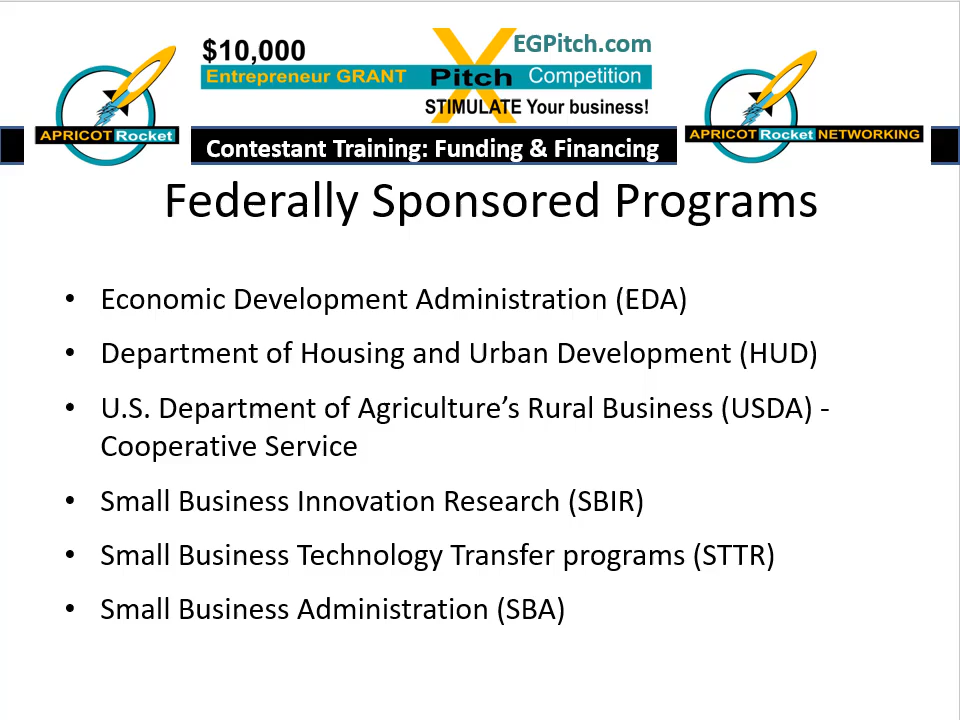 $10,000
Entrepreneur GRANT
X
Pitch
EGPitch.com
Competition
STIMULATE Your business!
APRICOT Rocket
APRICOT Rocket NETWORKING
Contestant Training: Funding & Financing
Federally Sponsored Programs
• Economic Development Administration (EDA)
• Department of Housing and Urban Development (HUD)
• U.S. Department of Agriculture’s Rural Business (USDA) -
Cooperative Service
• Small Business Innovation Research (SBIR)
• Small Business Technology Transfer programs (STTR)
• Small Business Administration (SBA)